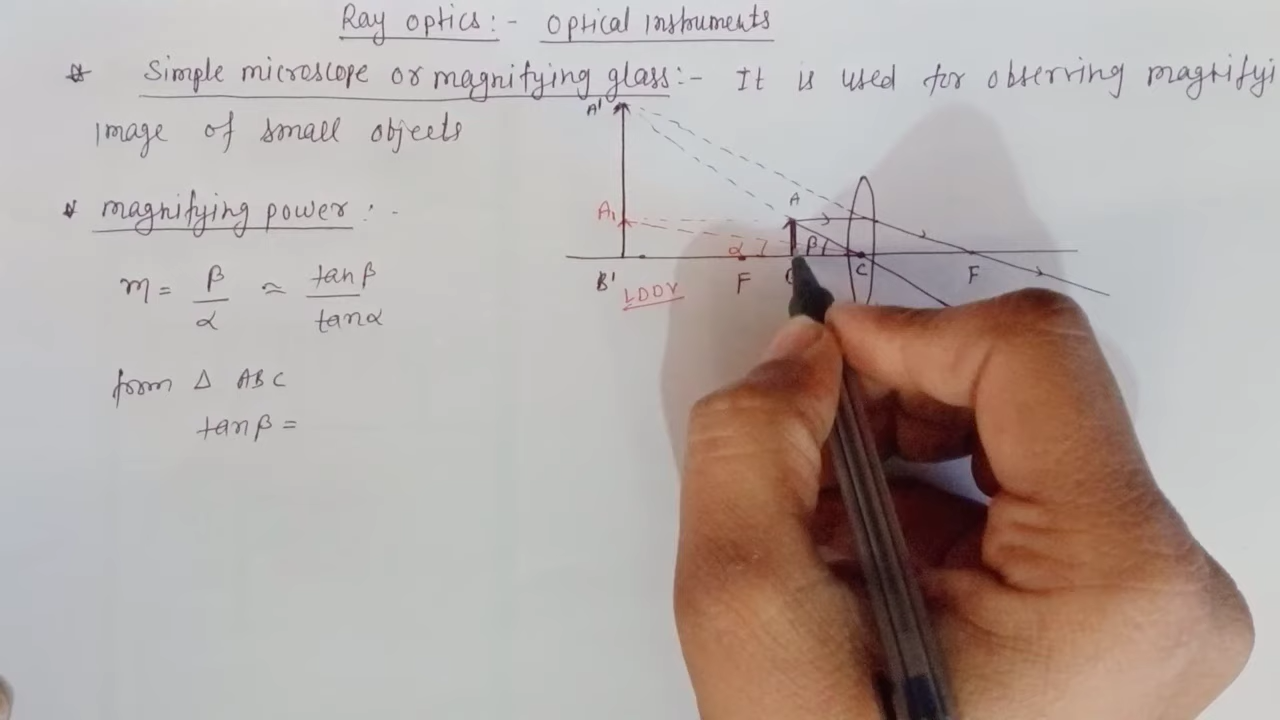 Ray optics:- Optical Instruments
* Simple microscope or magnifying glass:- It is used for observing magnifyi
image of small objects
A'
* magnifying power:-
A
A₁
α
β
B'
LDDV
F
C
F
m = β/α ≈ tanβ/tanα
form Δ ABC
tanβ =